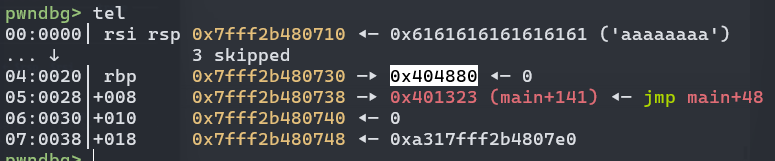 pwndbg> tel
00:0000│ rsi rsp 0x7fff2b480710 ◂— 0x6161616161616161 ('aaaaaaaa')
... ↓            3 skipped
04:0020│ rbp     0x7fff2b480730 —▸ 0x404880 ◂— 0
05:0028│+008     0x7fff2b480738 —▸ 0x401323 (main+141) ◂— jmp main+48
06:0030│+010     0x7fff2b480740 ◂— 0
07:0038│+018     0x7fff2b480748 ◂— 0xa317fff2b4807e0
pwndbg>